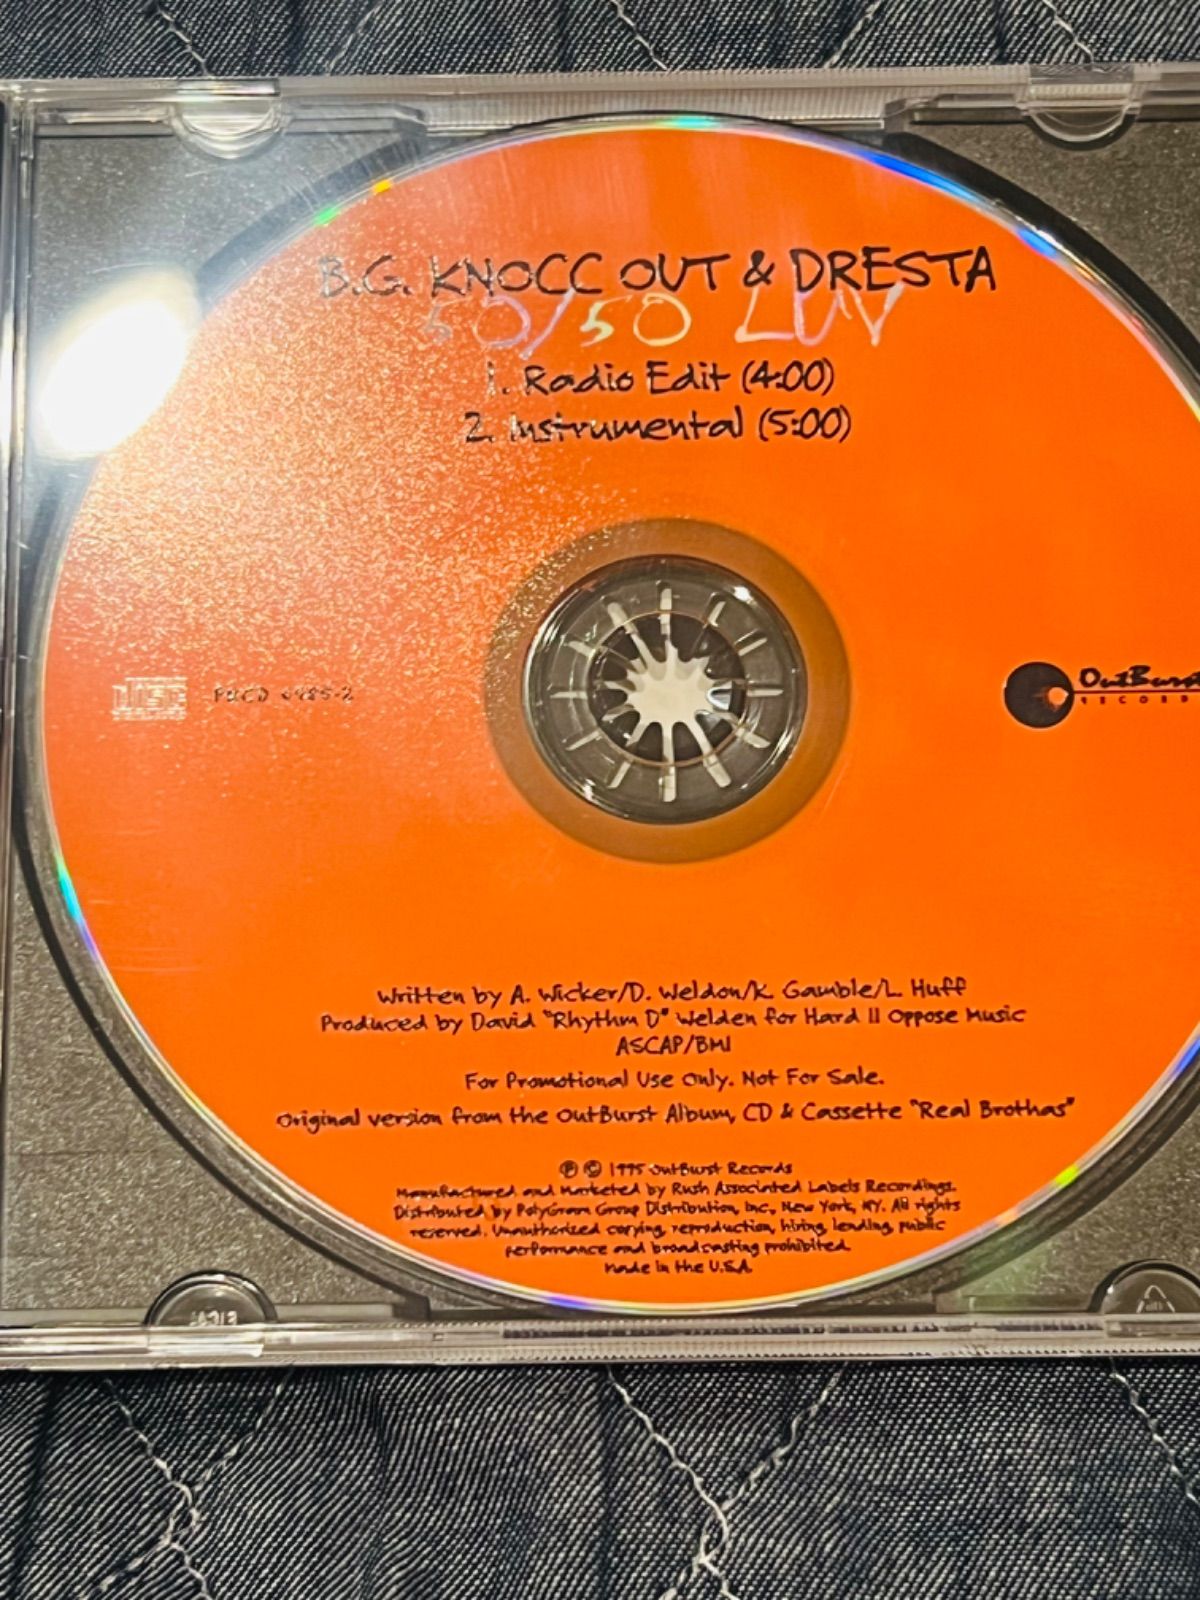 B.G. KNOCC OUT & DRESTA
50/50 LUV
1. Radio Edit (4:00)
2. Instrumental (5:00)
OutBurst
RECORD
Written by A. Wicker/D. Weldon/K. Gamble/L. Huff
Produced by David "Rhythm D" Welden for Hard II Oppose Music
ASCAP/BMI
For Promotional Use Only. Not For Sale.
Original version from the OutBurst Album, CD & Cassette "Real Brothas"
℗ © 1995 OutBurst Records
Manufactured and Marketed by Rush Associated Labels Recordings.
Distributed by PolyGram Group Distribution, Inc., New York, NY. All rights
reserved. Unauthorized copying, reproduction, hiring, lending, public
performance and broadcasting prohibited.
Made in the U.S.A.